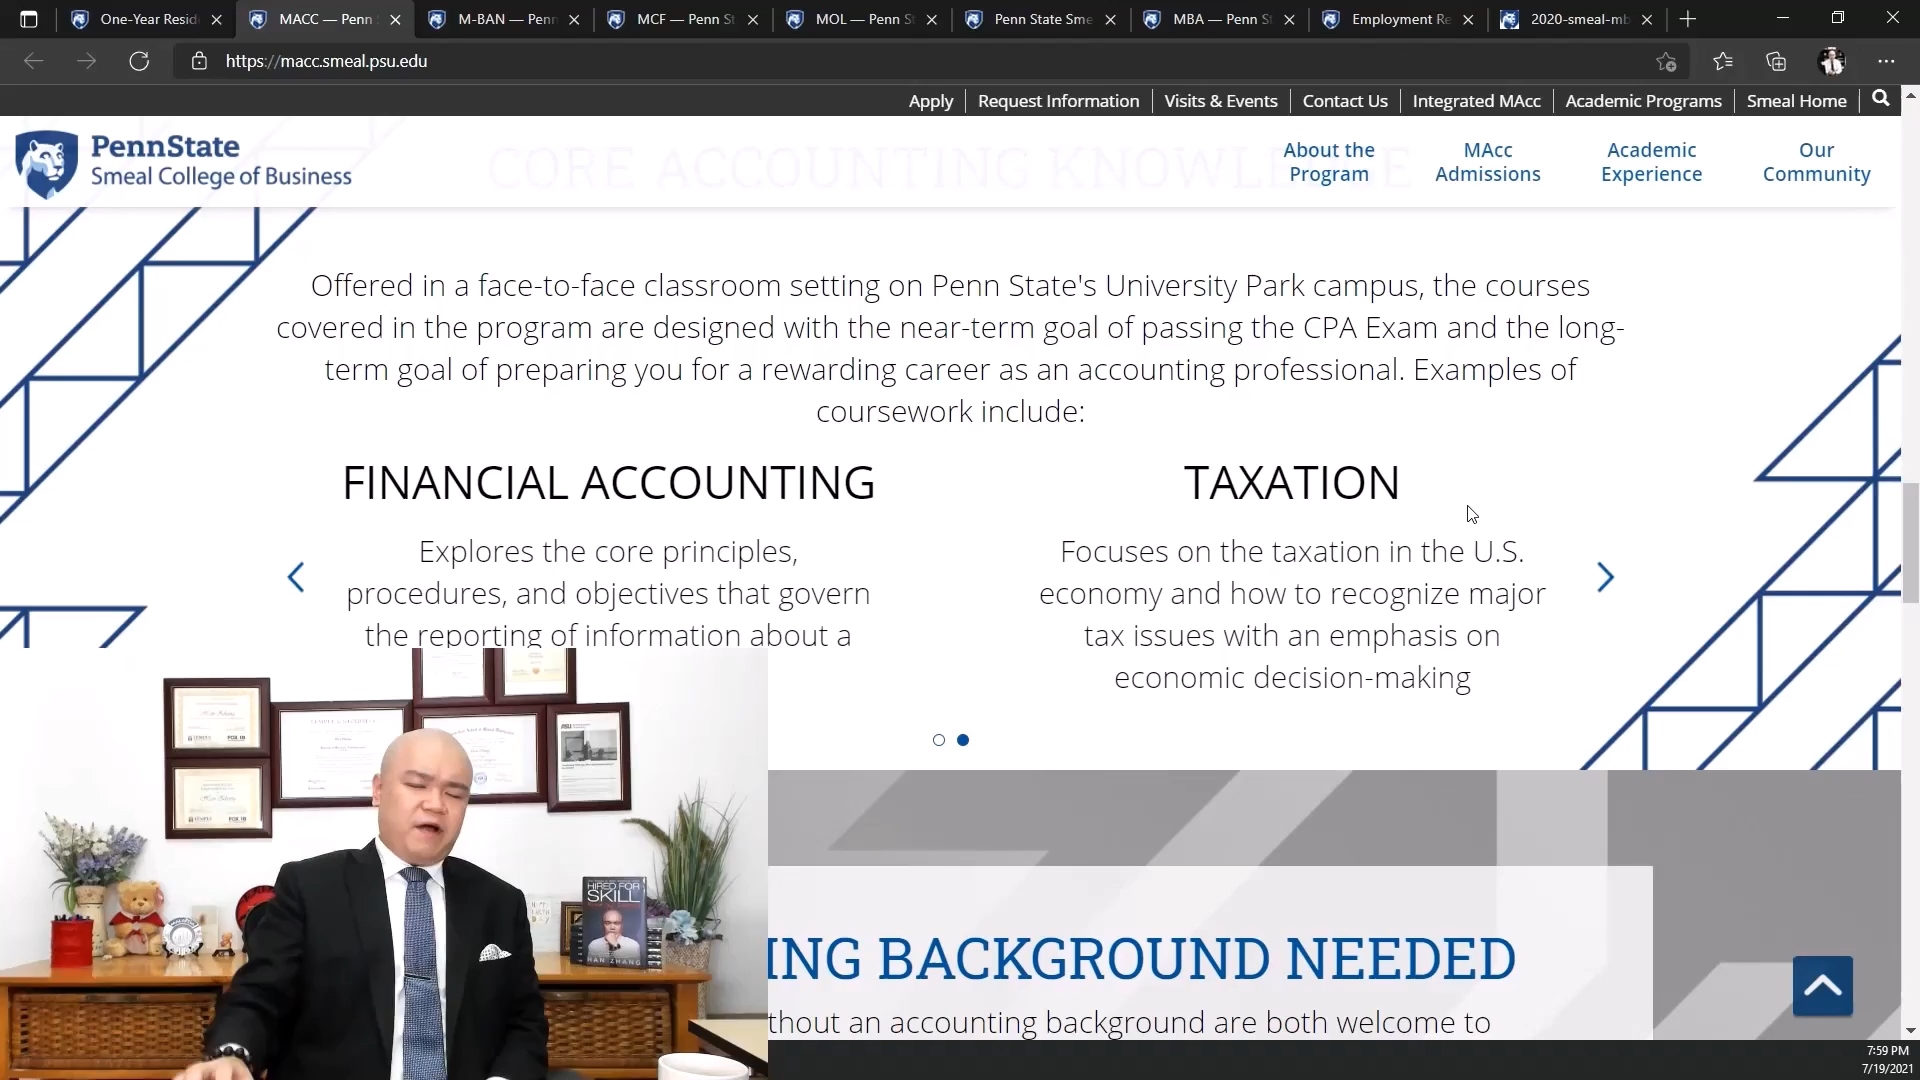 One-Year Resid
MACC — Penn S
M-BAN — Penn
MCF — Penn St
MOL — Penn S
Penn State Sme
MBA — Penn S
Employment Re
2020-smeal-mb
https://macc.smeal.psu.edu
Apply
Request Information
Visits & Events
Contact Us
Integrated MAcc
Academic Programs
Smeal Home
PennState
Smeal College of Business
CORE ACCOUNTING KNOWLEDGE
About the
Program
MAcc
Admissions
Academic
Experience
Our
Community
Offered in a face-to-face classroom setting on Penn State's University Park campus, the courses
covered in the program are designed with the near-term goal of passing the CPA Exam and the long-
term goal of preparing you for a rewarding career as an accounting professional. Examples of
coursework include:
FINANCIAL ACCOUNTING
Explores the core principles,
procedures, and objectives that govern
the reporting of information about a
TAXATION
Focuses on the taxation in the U.S.
economy and how to recognize major
tax issues with an emphasis on
economic decision-making
HIRED FOR
SKILL
HAN ZHANG
ING BACKGROUND NEEDED
thout an accounting background are both welcome to
7:59 PM
7/19/2021